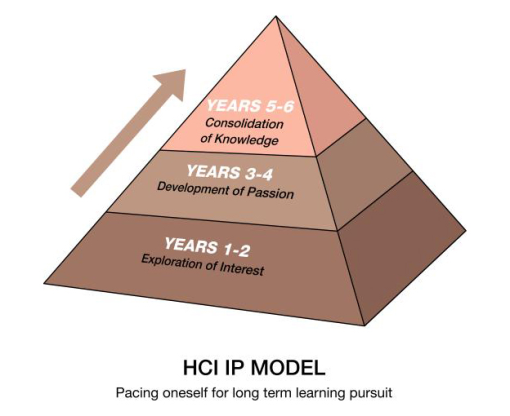 YEARS 5-6
Consolidation
of Knowledge
YEARS 3-4
Development of Passion
YEARS 1-2
Exploration of Interest
HCI IP MODEL
Pacing oneself for long term learning pursuit